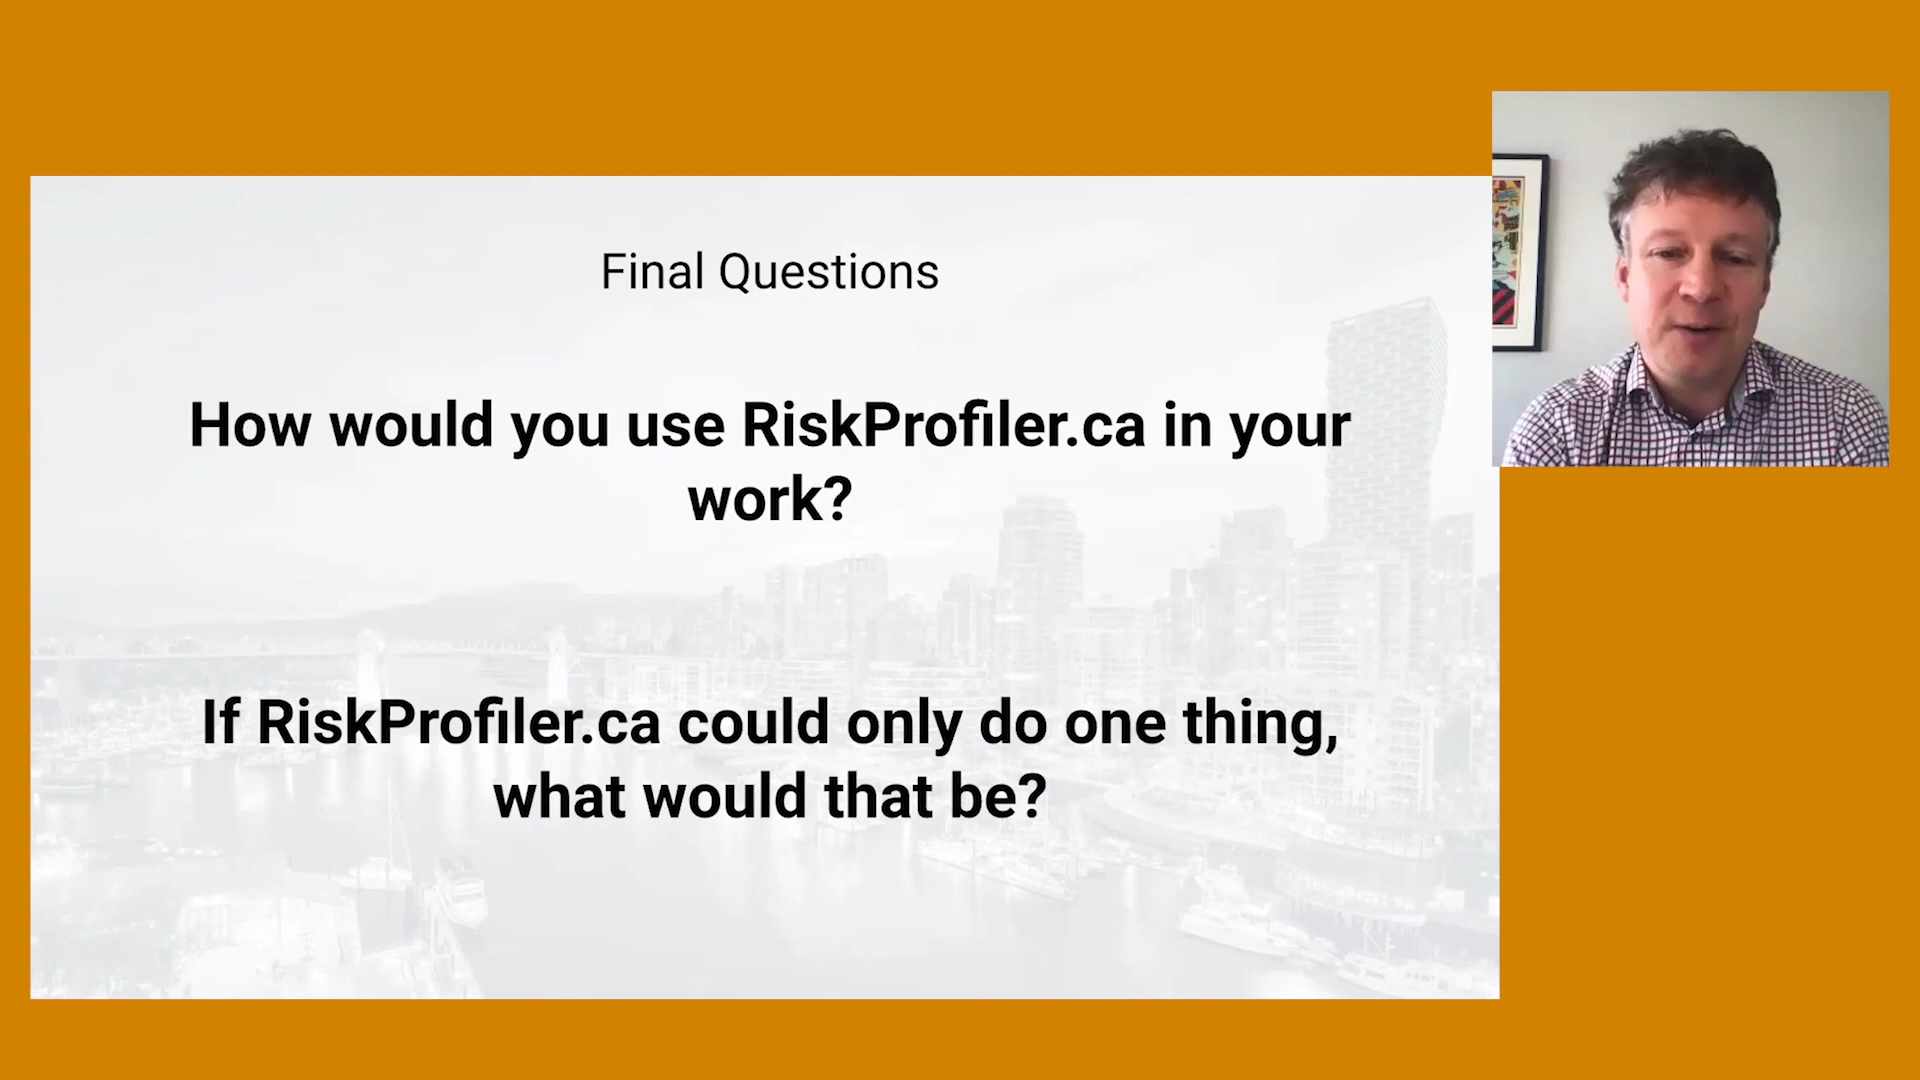 Final Questions
How would you use RiskProfiler.ca in your
work?
If RiskProfiler.ca could only do one thing,
what would that be?